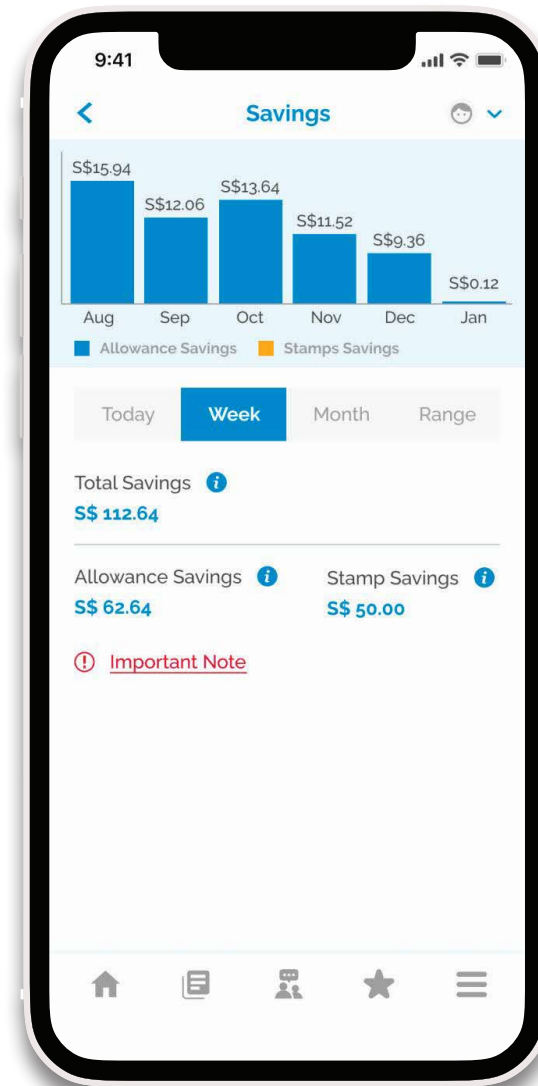 9:41
Savings
S$15.94
S$12.06
S$13.64
S$11.52
S$9.36
S$0.12
Aug Sep Oct Nov Dec Jan
Allowance Savings Stamps Savings
Today Week Month Range
Total Savings i
S$ 112.64
Allowance Savings i Stamp Savings i
S$ 62.64 S$ 50.00
! Important Note